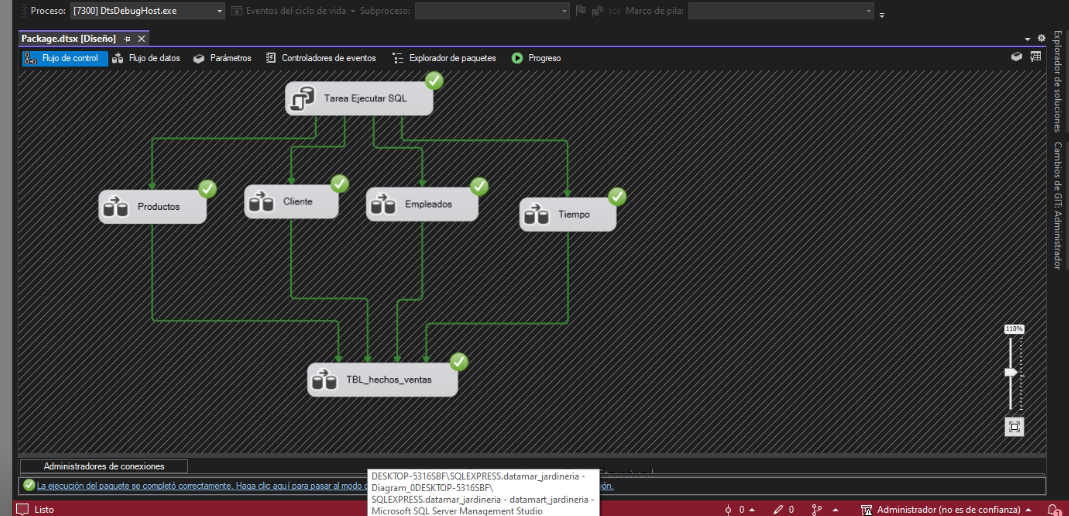 Proceso: [7300] DtsDebugHost.exe Eventos del ciclo de vida Subproceso: Marco de pila:
Package.dtsx [Diseño]
Flujo de control Flujo de datos Parámetros Controladores de eventos Explorador de paquetes Progreso
Explorador de soluciones
Cambios de GIT: Administrador
Tarea Ejecutar SQL
Productos
Cliente
Empleados
Tiempo
TBL_hechos_ventas
110%
Administradores de conexiones
La ejecución del paquete se completó correctamente. Haga clic aquí para pasar al modo
DESKTOP-5316SBF\SQLEXPRESS.datamar_jardineria -
Diagram_0DESKTOP-5316SBF\
SQLEXPRESS.datamar_jardineria - datamart_jardineria -
Microsoft SQL Server Management Studio
Listo 0 0 Administrador (no es de confianza) 1